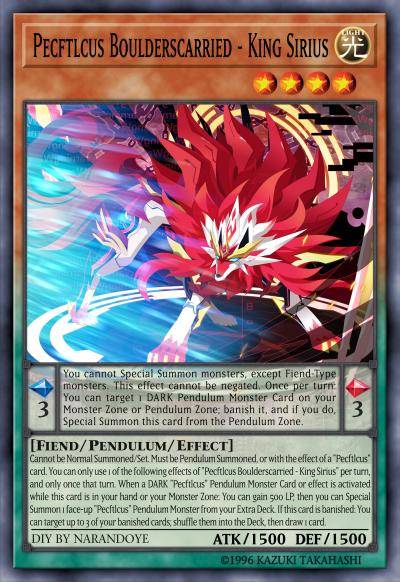 PECFTLCUS BOULDERSCARRIED - KING SIRIUS
LIGHT
光
You cannot Special Summon monsters, except Fiend-Type
monsters. This effect cannot be negated. Once per turn:
You can target 1 DARK Pendulum Monster Card on your
Monster Zone or Pendulum Zone; banish it, and if you do,
Special Summon this card from the Pendulum Zone.
3
3
[FIEND/PENDULUM/EFFECT]
Cannot be Normal Summoned/Set. Must be Pendulum Summoned, or with the effect of a "Pecftlcus"
card. You can only use 1 of the following effects of "Pecftlcus Boulderscarried - King Sirius" per turn,
and only once that turn. When a DARK "Pecftlcus" Pendulum Monster Card or effect is activated
while this card is in your hand or your Monster Zone: You can gain 500 LP, then you can Special
Summon 1 face-up "Pecftlcus" Pendulum Monster from your Extra Deck. If this card is banished: You
can target up to 3 of your banished cards; shuffle them into the Deck, then draw 1 card.
DIY BY NARANDOYE
ATK/1500 DEF/1500
©1996 KAZUKI TAKAHASHI